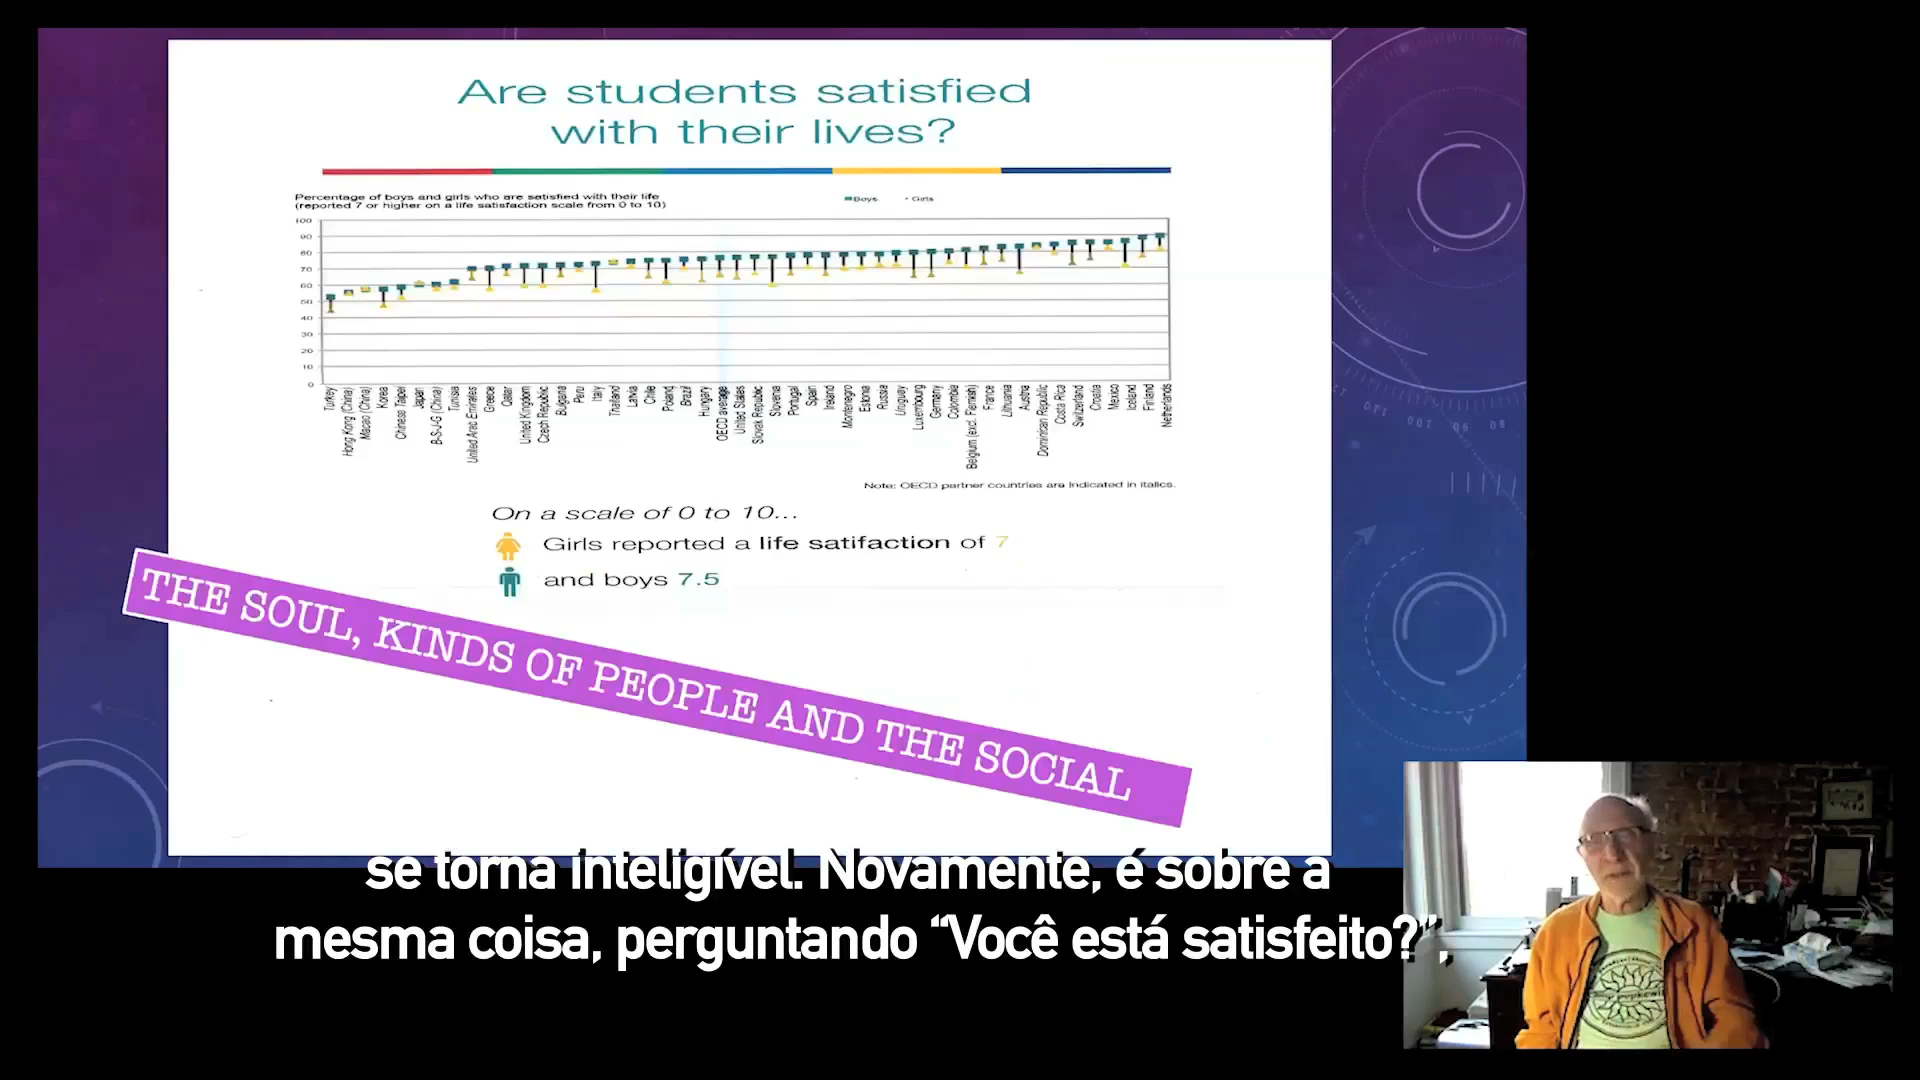 Are students satisfied
with their lives?
Percentage of boys and girls who are satisfied with their life
(reported 7 or higher on a life satisfaction scale from 0 to 10)
Boys
Girls
100
90
80
70
60
50
40
30
20
10
0
Turkey
Hong Kong (China)
Macao (China)
Korea
Chinese Taipei
Japan
B-S-J-G (China)
Tunisia
United Arab Emirates
Greece
Qatar
United Kingdom
Czech Republic
Bulgaria
Peru
Italy
Thailand
Latvia
Chile
Poland
Brazil
Hungary
OECD average
United States
Slovak Republic
Slovenia
Portugal
Spain
Ireland
Montenegro
Estonia
Russia
Uruguay
Luxembourg
Germany
Colombia
Belgium (excl. Flemish)
France
Lithuania
Austria
Dominican Republic
Costa Rica
Switzerland
Croatia
Mexico
Iceland
Finland
Netherlands
Note: OECD partner countries are indicated in italics.
On a scale of 0 to 10...
Girls reported a life satifaction of 7
and boys 7.5
THE SOUL, KINDS OF PEOPLE AND THE SOCIAL
se torna inteligível. Novamente, é sobre a
mesma coisa, perguntando “Você está satisfeito?”,